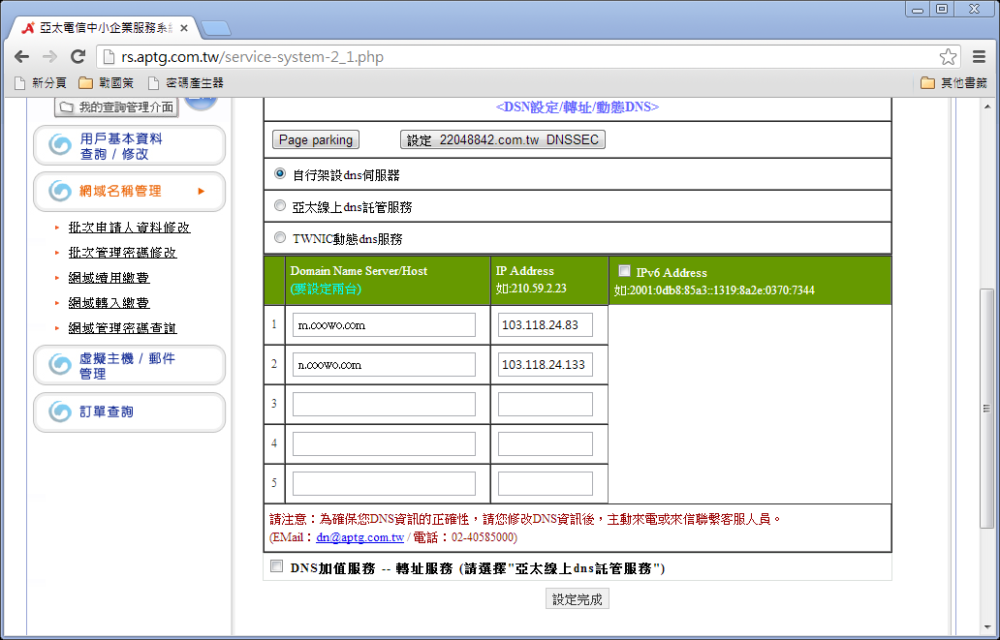 亞太電信中小企業服務系統
rs.aptg.com.tw/service-system-2_1.php
新分頁 戰國策 密碼產生器 其他書籤
我的查詢管理介面
用戶基本資料
查詢 / 修改
網域名稱管理
批次申請人資料修改
批次管理密碼修改
網域續用繳費
網域轉入繳費
網域管理密碼查詢
虛擬主機 / 郵件
管理
訂單查詢
<DSN設定/轉址/動態DNS>
Page parking 設定 22048842.com.tw DNSSEC
自行架設dns伺服器
亞太線上dns託管服務
TWNIC動態dns服務
Domain Name Server/Host
(要設定兩台)
IP Address
如:210.59.2.23
IPv6 Address
如:2001:0db8:85a3::1319:8a2e:0370:7344
1 m.coowo.com 103.118.24.83
2 n.coowo.com 103.118.24.133
3
4
5
請注意：為確保您DNS資訊的正確性，請您修改DNS資訊後，主動來電或來信聯繫客服人員。
(EMail：dn@aptg.com.tw / 電話：02-40585000)
DNS加值服務 -- 轉址服務 (請選擇"亞太線上dns託管服務")
設定完成